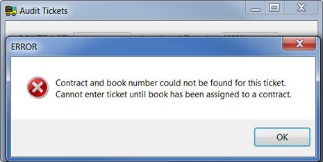 Audit Tickets
ERROR
Contract and book number could not be found for this ticket.
Cannot enter ticket until book has been assigned to a contract.
OK